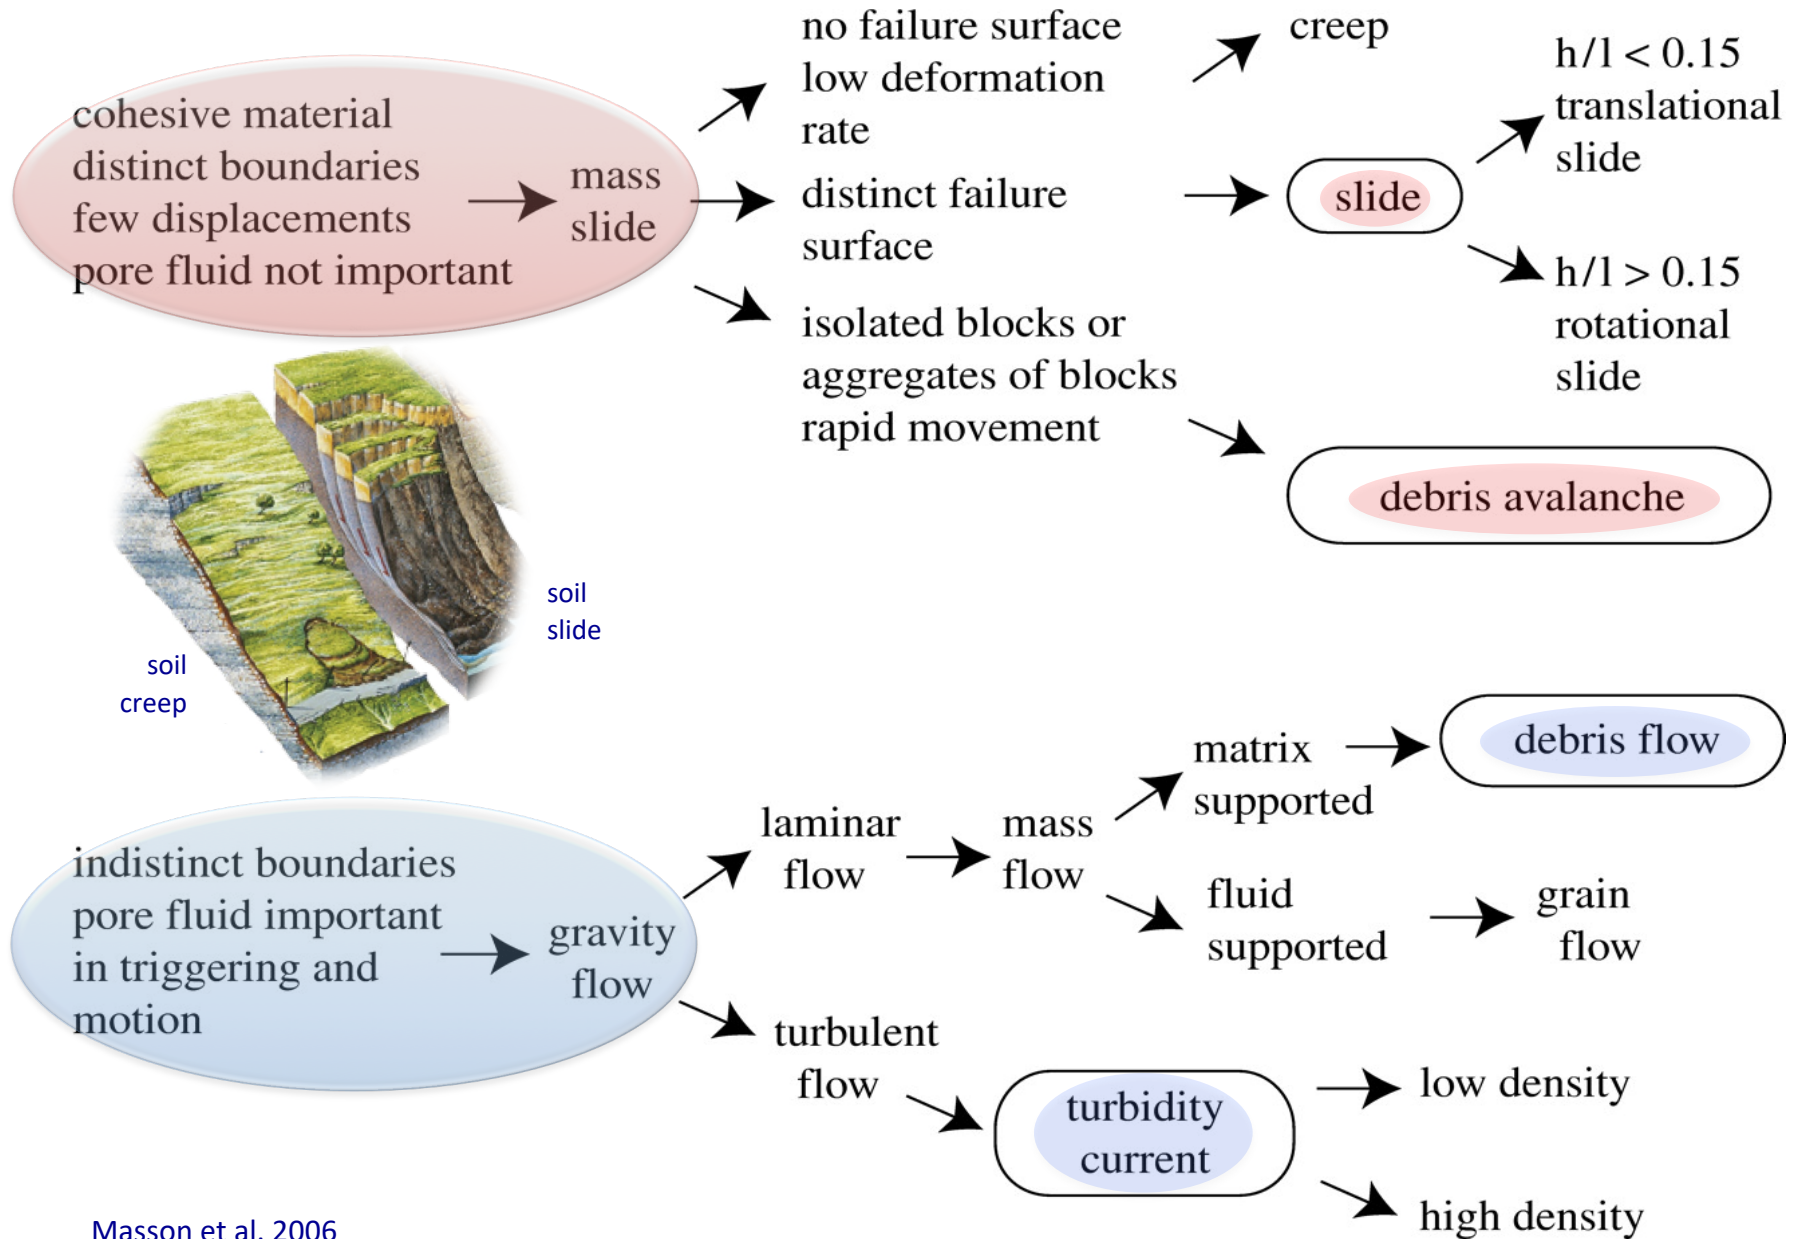 cohesive material
distinct boundaries
few displacements
pore fluid not important
mass
slide
no failure surface
low deformation
rate
creep
distinct failure
surface
slide
h/l < 0.15
translational
slide
h/l > 0.15
rotational
slide
isolated blocks or
aggregates of blocks
rapid movement
debris avalanche
soil
slide
soil
creep
indistinct boundaries
pore fluid important
in triggering and
motion
gravity
flow
laminar
flow
mass
flow
matrix
supported
debris flow
fluid
supported
grain
flow
turbulent
flow
turbidity
current
low density
high density
Masson et al. 2006